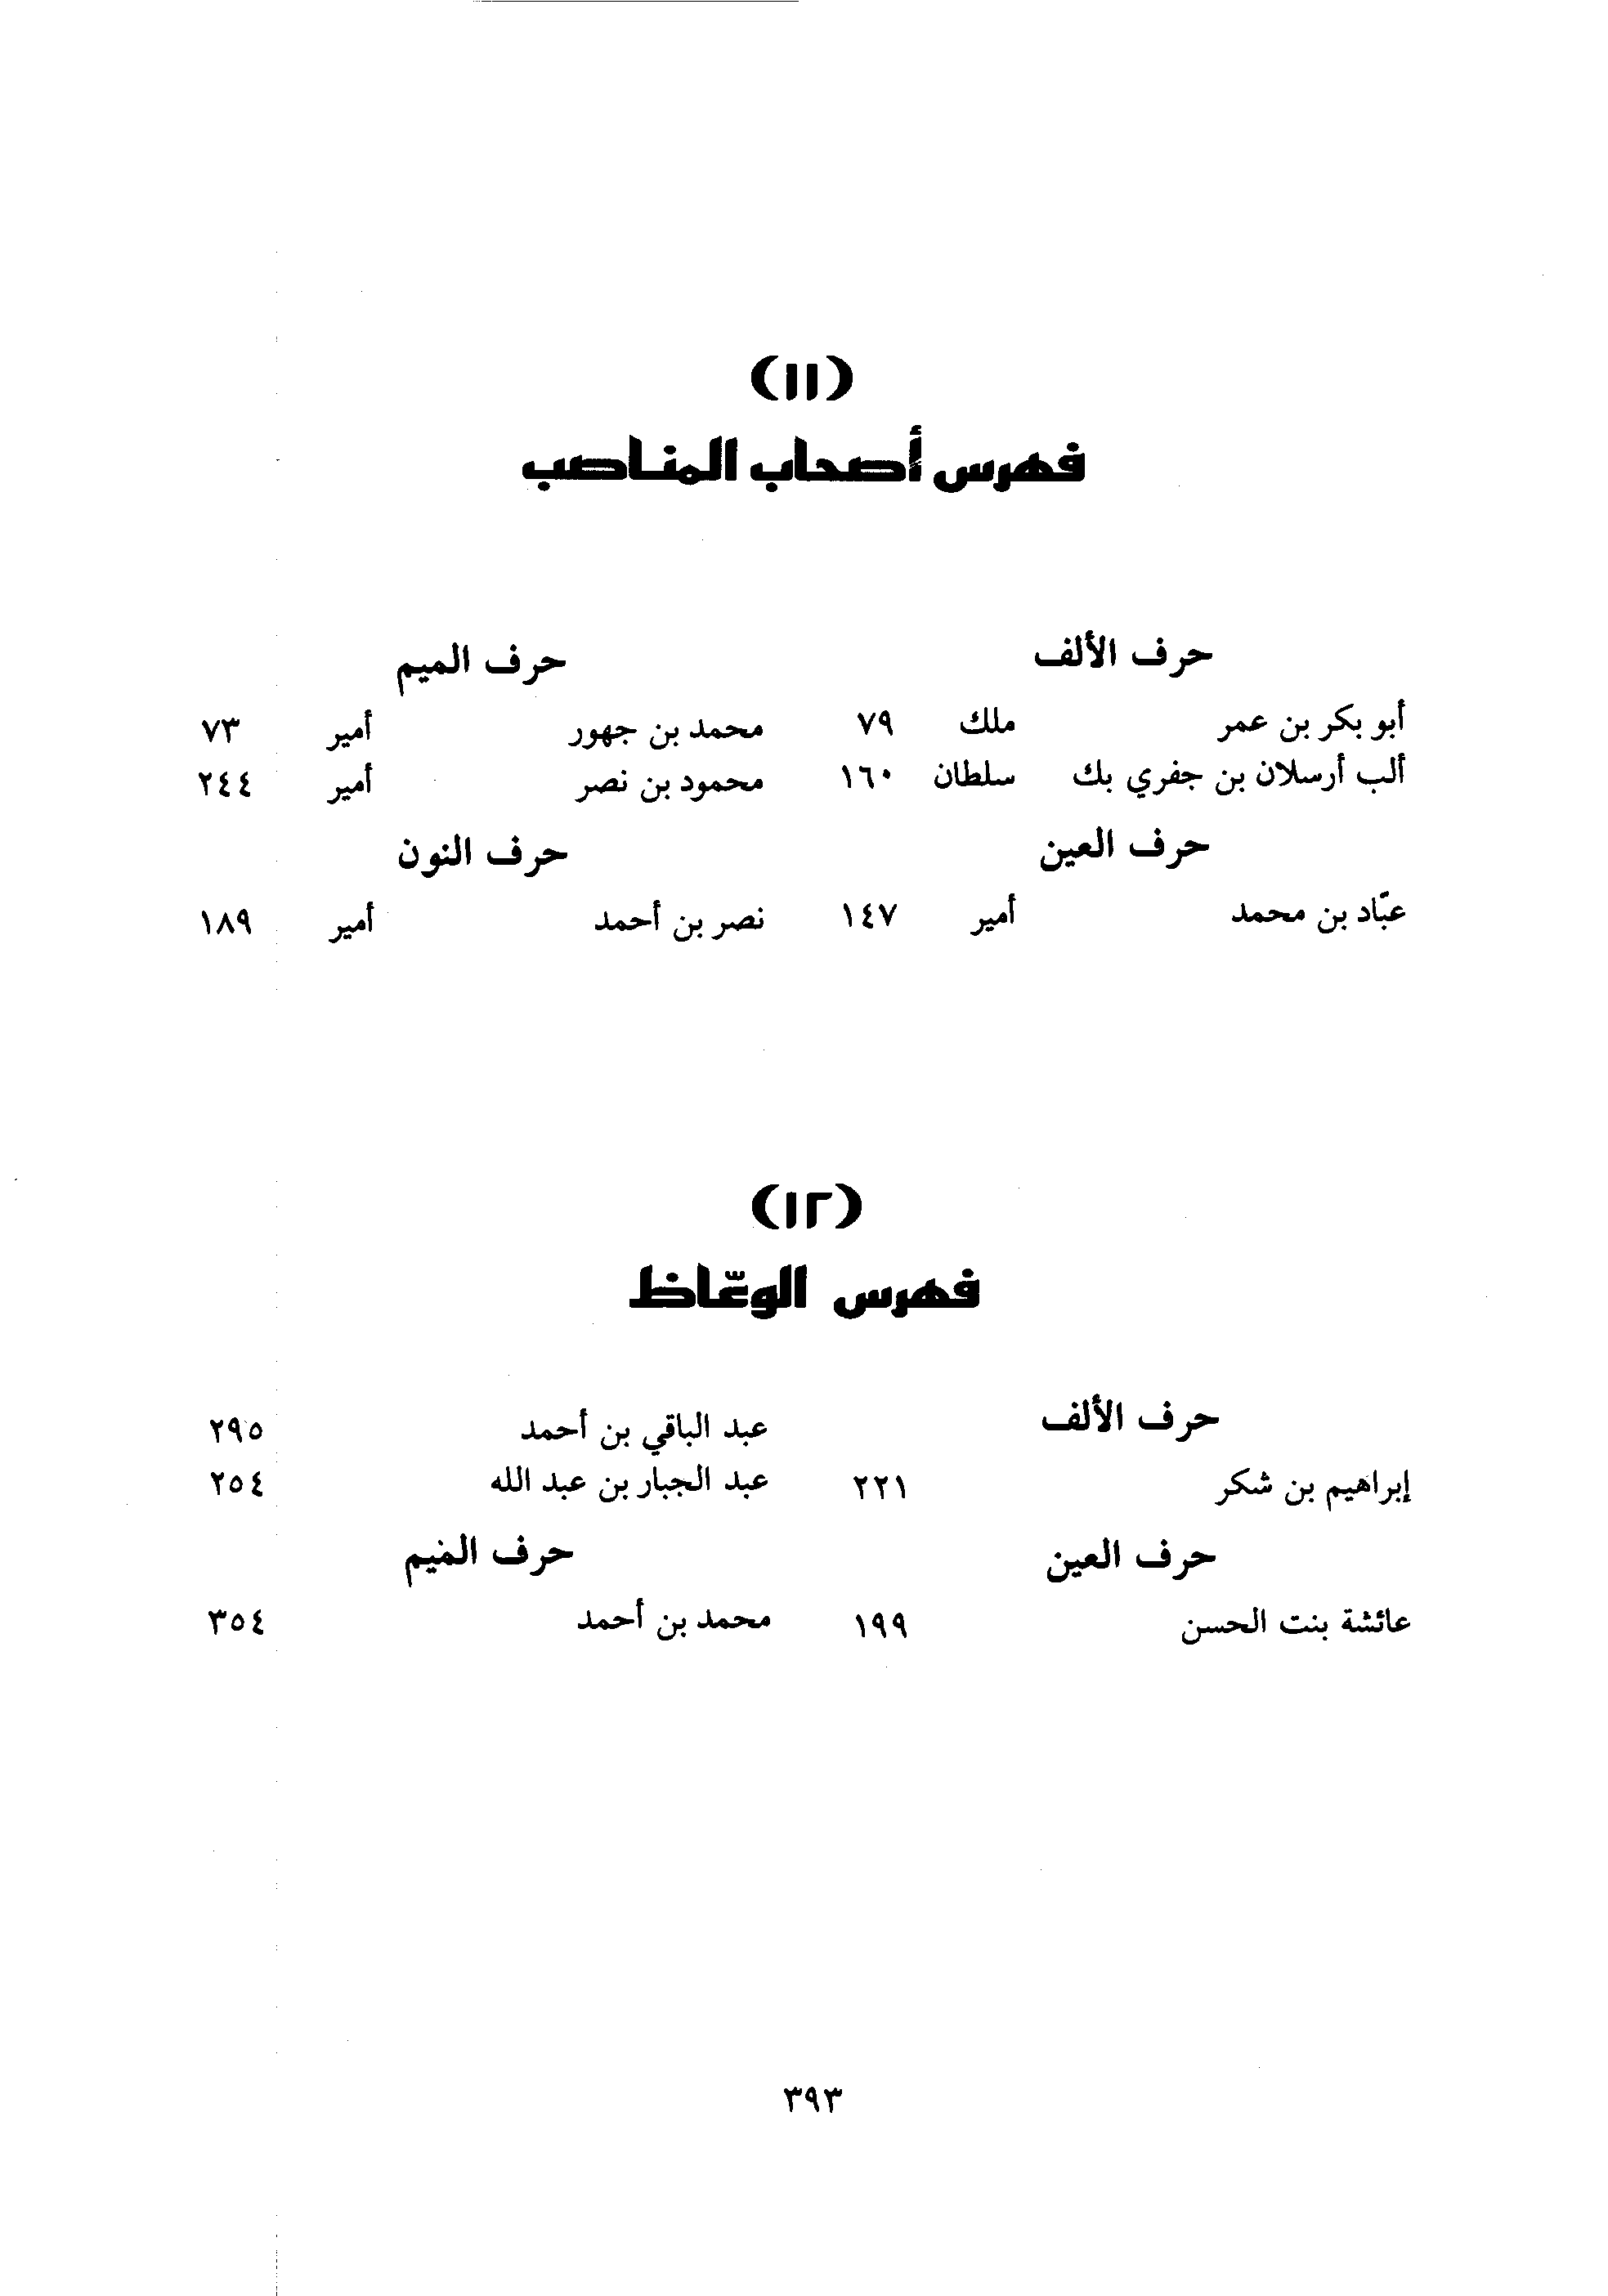 (١١)
فهرس أصحاب المناصب
حرف الألف
أبو بكر بن عمر ملك ٧٩
ألب أرسلان بن جفري بك سلطان ١٦٠
حرف العين
عبّاد بن محمد أمير ١٤٧
حرف الميم
محمد بن جهور أمير ٧٣
محمود بن نصر أمير ٢٤٤
حرف النون
نصر بن أحمد أمير ١٨٩
(١٢)
فهرس الوعّاظ
حرف الألف
إبراهيم بن شكر ٢٢١
حرف العين
عائشة بنت الحسن ١٩٩
عبد الباقي بن أحمد ٢٩٥
عبد الجبار بن عبد الله ٢٥٤
حرف الميم
محمد بن أحمد ٣٥٤
٣٩٣